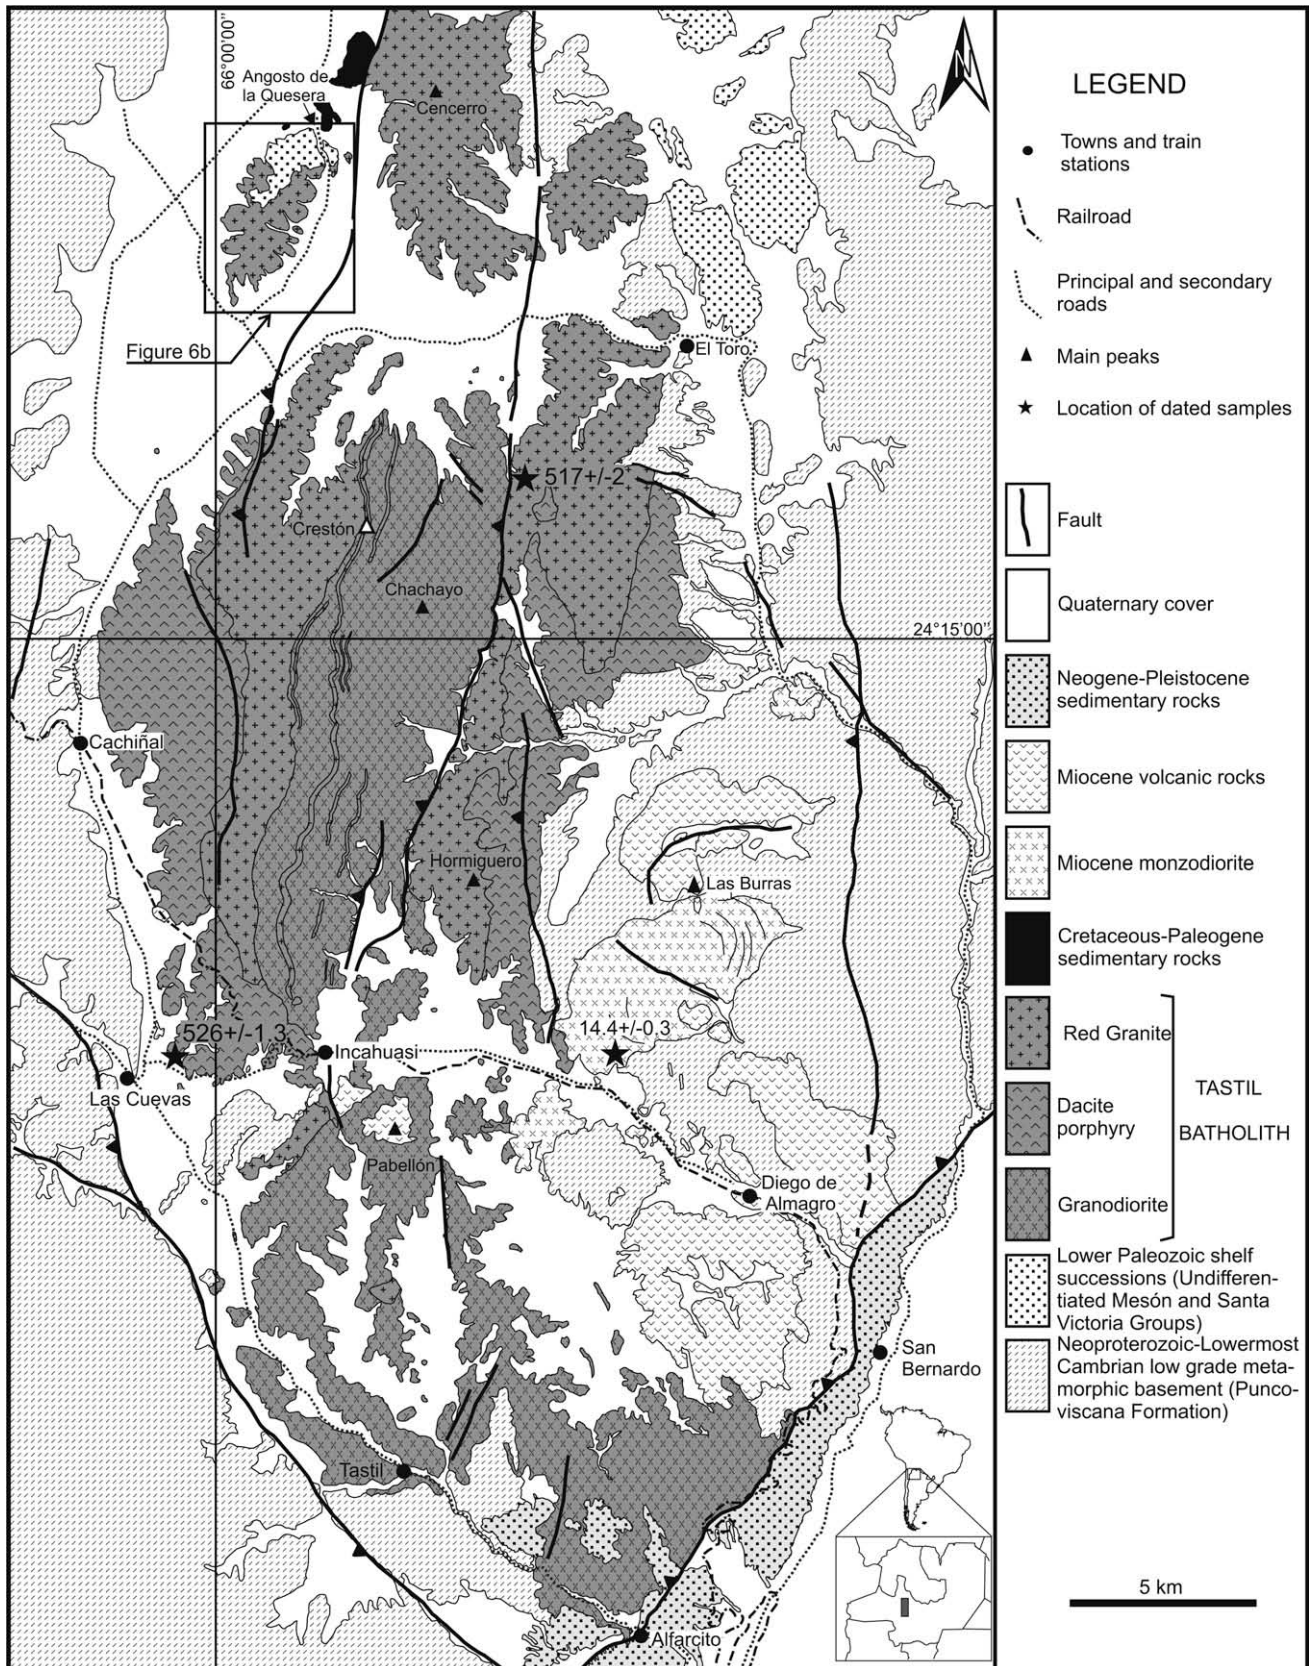 66°00'00''
Angosto de
la Quesera
Cencerro
N
Figure 6b
El Toro
517+/-2
Crestón
Chachayo
24°15'00''
Cachiñal
Hormiguero
Las Burras
526+/-1.3
14.4+/-0.3
Incahuasi
Las Cuevas
Pabellón
Diego de
Almagro
San
Bernardo
Tastil
Alfarcito
LEGEND
Towns and train
stations
Railroad
Principal and secondary
roads
Main peaks
Location of dated samples
Fault
Quaternary cover
Neogene-Pleistocene
sedimentary rocks
Miocene volcanic rocks
Miocene monzodiorite
Cretaceous-Paleogene
sedimentary rocks
Red Granite
Dacite
porphyry
Granodiorite
TASTIL
BATHOLITH
Lower Paleozoic shelf
successions (Undifferen-
tiated Mesón and Santa
Victoria Groups)
Neoproterozoic-Lowermost
Cambrian low grade meta-
morphic basement (Punco-
viscana Formation)
5 km